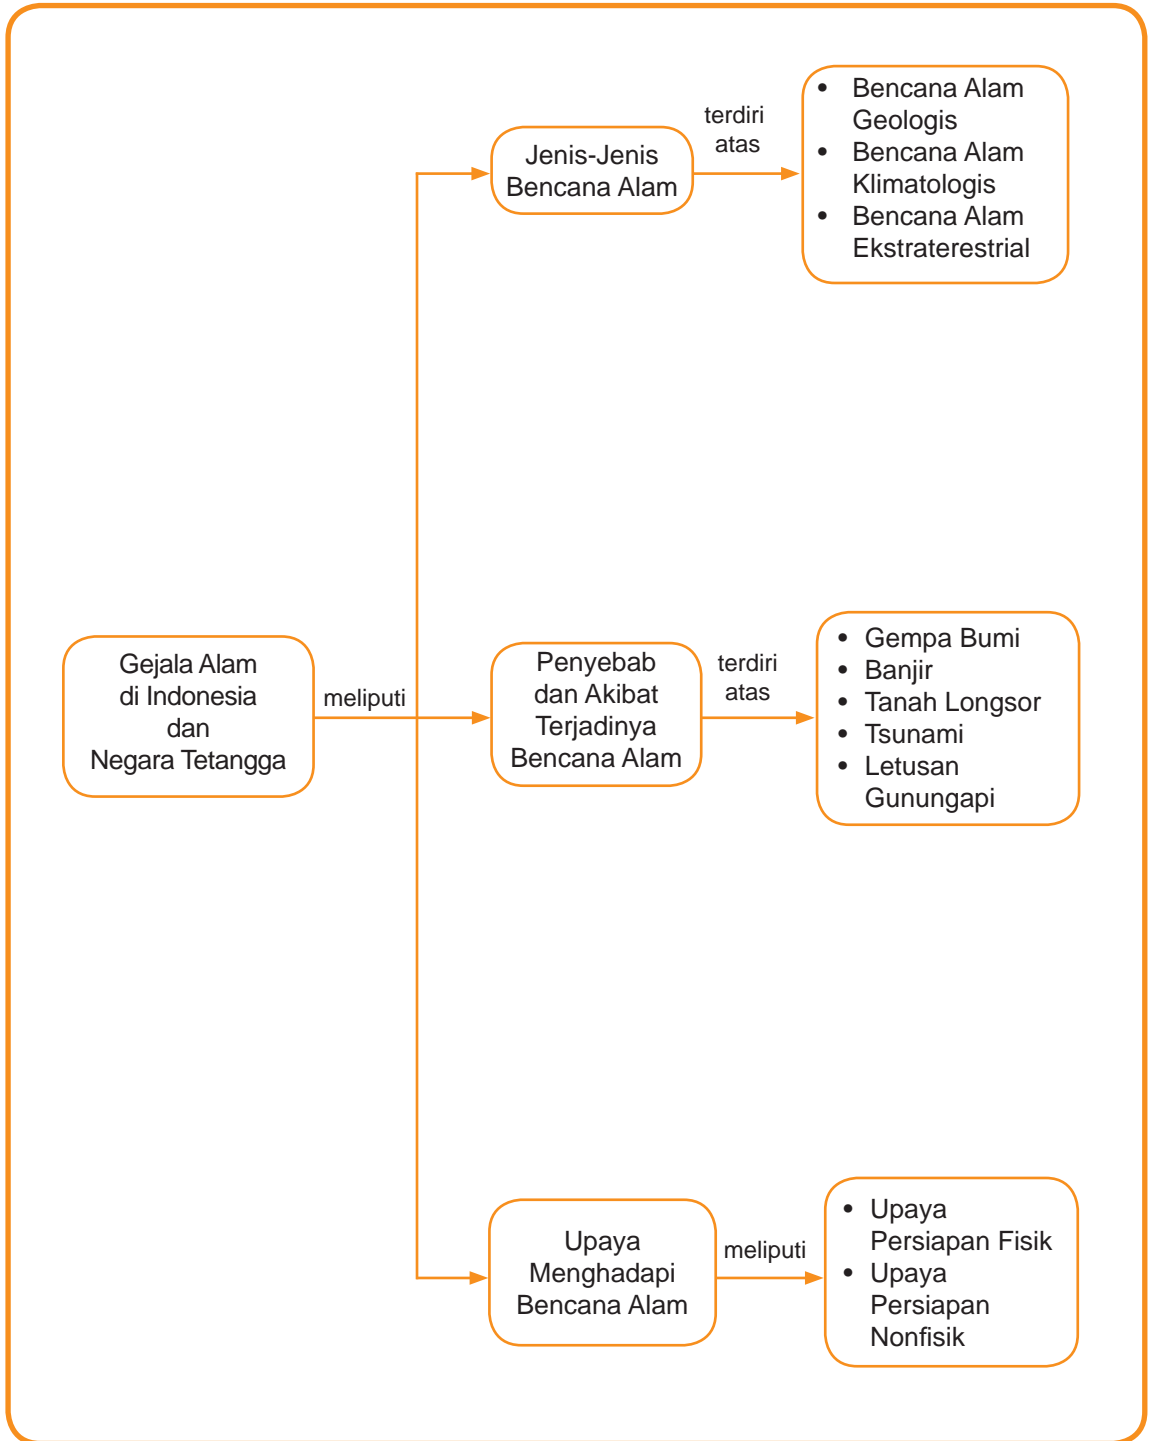 Gejala Alam
di Indonesia
dan
Negara Tetangga
meliputi
Jenis-Jenis
Bencana Alam
terdiri
atas
• Bencana Alam
Geologis
• Bencana Alam
Klimatologis
• Bencana Alam
Ekstraterestrial
Penyebab
dan Akibat
Terjadinya
Bencana Alam
terdiri
atas
• Gempa Bumi
• Banjir
• Tanah Longsor
• Tsunami
• Letusan
Gunungapi
Upaya
Menghadapi
Bencana Alam
meliputi
• Upaya
Persiapan Fisik
• Upaya
Persiapan
Nonfisik